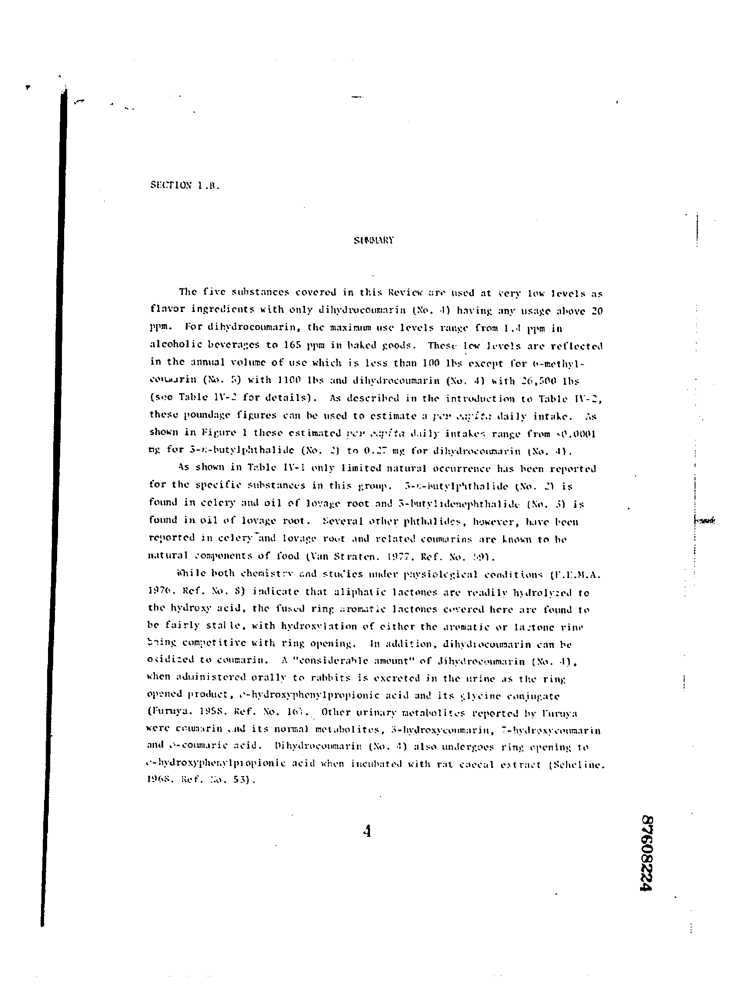 SECTION I.B.
SUMMARY
The five substances covered in this Review are used at very low levels as
flavor ingredients with only dihydrocoumarin (No. 4) having any usage above 20
ppm. For dihydrocoumarin, the maximum use levels range from 1.4 ppm in
alcoholic beverages to 165 ppm in baked goods. These low levels are reflected
in the annual volume of use which is less than 100 lbs except for 6-methyl-
coumarin (No. 5) with 1100 lbs and dihydrocoumarin (No. 4) with 26,500 lbs
(see Table IV-2 for details). As described in the introduction to Table IV-2,
these poundage figures can be used to estimate a per capita daily intake. As
shown in Figure 1 these estimated per capita daily intakes range from <0.0001
mg for 3-n-butylphthalide (No. 2) to 0.27 mg for dihydrocoumarin (No. 4).
As shown in Table IV-1 only limited natural occurrence has been reported
for the specific substances in this group. 3-n-butylphthalide (No. 2) is
found in celery and oil of lovage root and 3-butylidenephthalide (No. 3) is
found in oil of lovage root. Several other phthalides, however, have been
reported in celery and lovage root and related coumarins are known to be
natural components of food (Van Straten, 1977, Ref. No. 59).
While both chemistry and studies under physiological conditions (F.E.M.A.
1976, Ref. No. 8) indicate that aliphatic lactones are readily hydrolyzed to
the hydroxy acid, the fused ring aromatic lactones covered here are found to
be fairly stable, with hydroxylation of either the aromatic or lactone ring
being competitive with ring opening. In addition, dihydrocoumarin can be
oxidized to coumarin. A "considerable amount" of dihydrocoumarin (No. 4),
when administered orally to rabbits is excreted in the urine as the ring
opened product, o-hydroxyphenylpropionic acid and its glycine conjugate
(Furuya, 1958, Ref. No. 16). Other urinary metabolites reported by Furuya
were coumarin and its normal metabolites, 3-hydroxycoumarin, 7-hydroxycoumarin
and o-coumaric acid. Dihydrocoumarin (No. 4) also undergoes ring opening to
o-hydroxyphenylpropionic acid when incubated with rat caecal extract (Scheline,
1968, Ref. No. 53).
4
87608224